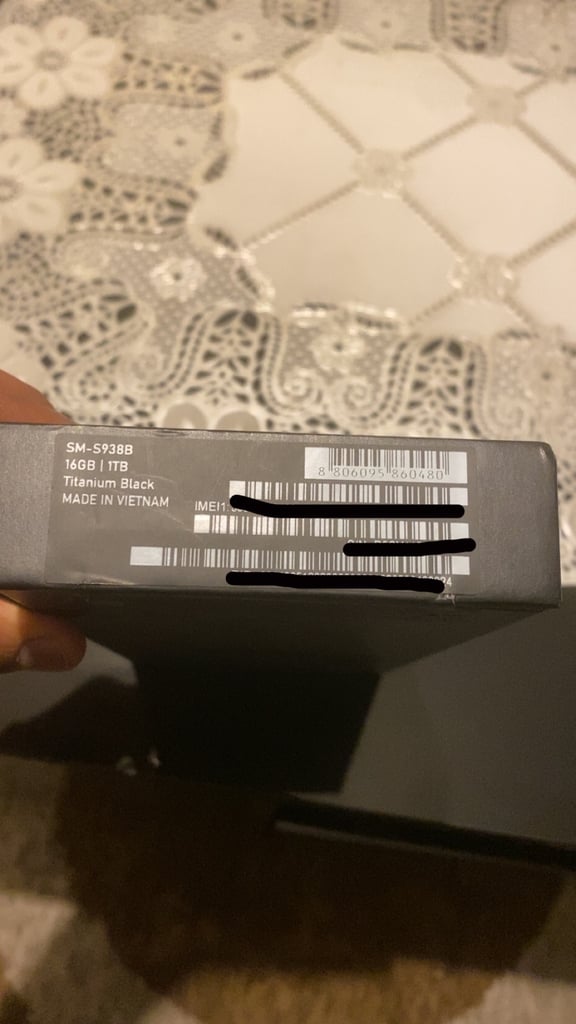 SM-S938B
16GB | 1TB
Titanium Black
MADE IN VIETNAM
8 806095 860480
IMEI1: